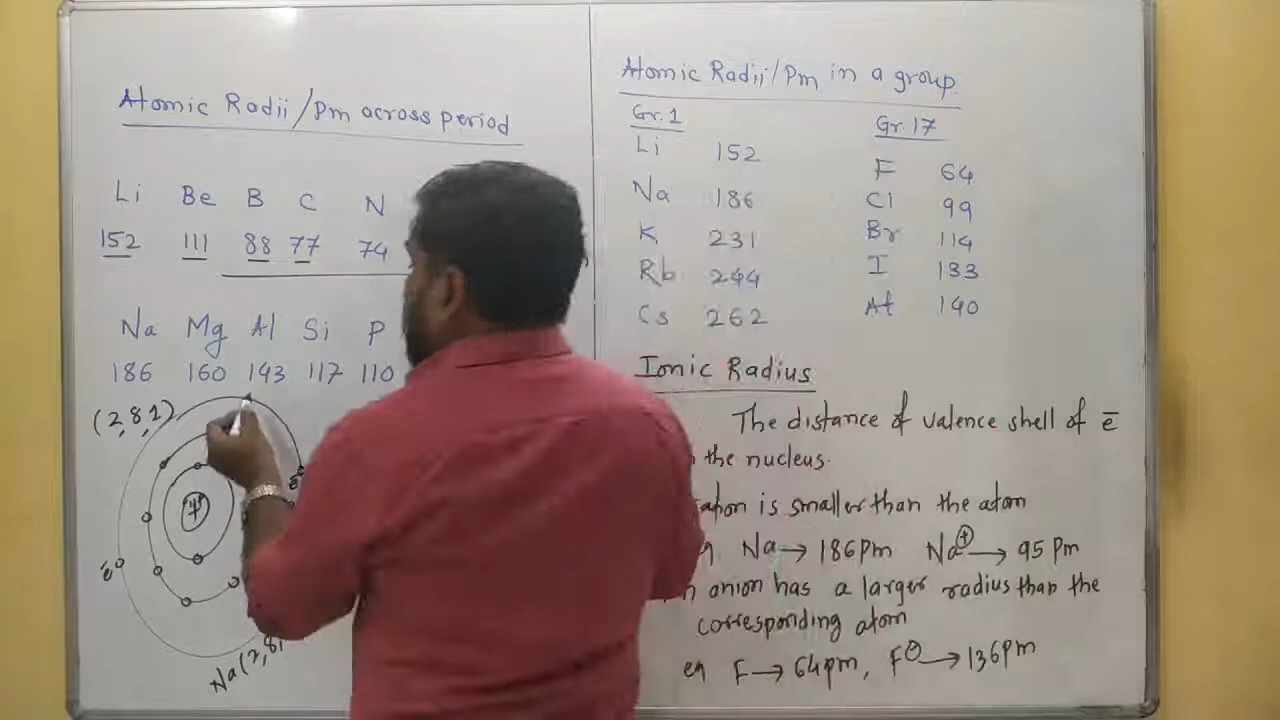 Atomic Radii/Pm across period
Li Be B C N
152 111 88 77 74
Na Mg Al Si P
186 160 143 117 110
(2,8,1)
ē
ē
Na(2,8,
Atomic Radii/Pm in a group
Gr.1 Gr.17
Li 152 F 64
Na 186 Cl 99
K 231 Br 114
Rb 244 I 133
Cs 262 At 140
Ionic Radius
The distance of valence shell of ē
the nucleus.
is smaller than the atom
Na → 186pm Na⊕ → 95 pm
anion has a larger radius than the
corresponding atom
eg F → 64pm, F⊖ → 136pm